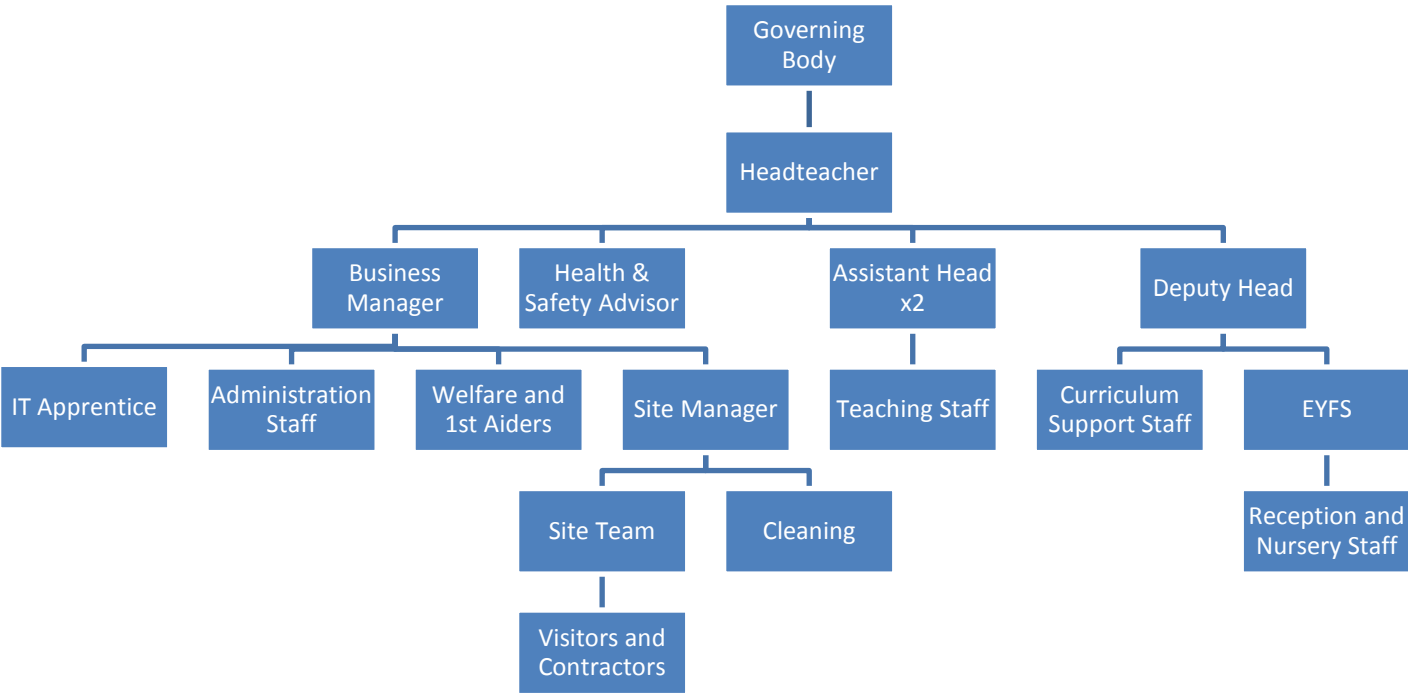 Governing
Body
Headteacher
Business
Manager
Health &
Safety Advisor
Assistant Head
x2
Deputy Head
IT Apprentice
Administration
Staff
Welfare and
1st Aiders
Site Manager
Teaching Staff
Curriculum
Support Staff
EYFS
Site Team
Cleaning
Reception and
Nursery Staff
Visitors and
Contractors